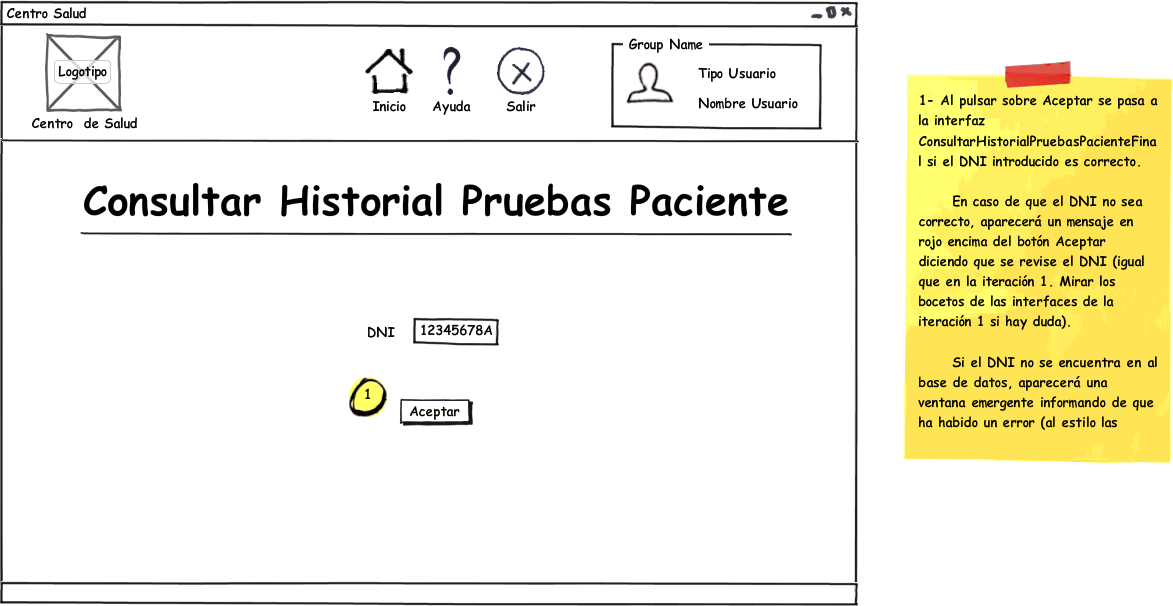 Centro Salud
Logotipo
Centro de Salud
Inicio
Ayuda
Salir
Group Name
Tipo Usuario
Nombre Usuario
Consultar Historial Pruebas Paciente
DNI
12345678A
1
Aceptar
1- Al pulsar sobre Aceptar se pasa a
la interfaz
ConsultarHistorialPruebasPacienteFina
l si el DNI introducido es correcto.
En caso de que el DNI no sea
correcto, aparecerá un mensaje en
rojo encima del botón Aceptar
diciendo que se revise el DNI (igual
que en la iteración 1. Mirar los
bocetos de las interfaces de la
iteración 1 si hay duda).
Si el DNI no se encuentra en al
base de datos, aparecerá una
ventana emergente informando de que
ha habido un error (al estilo las